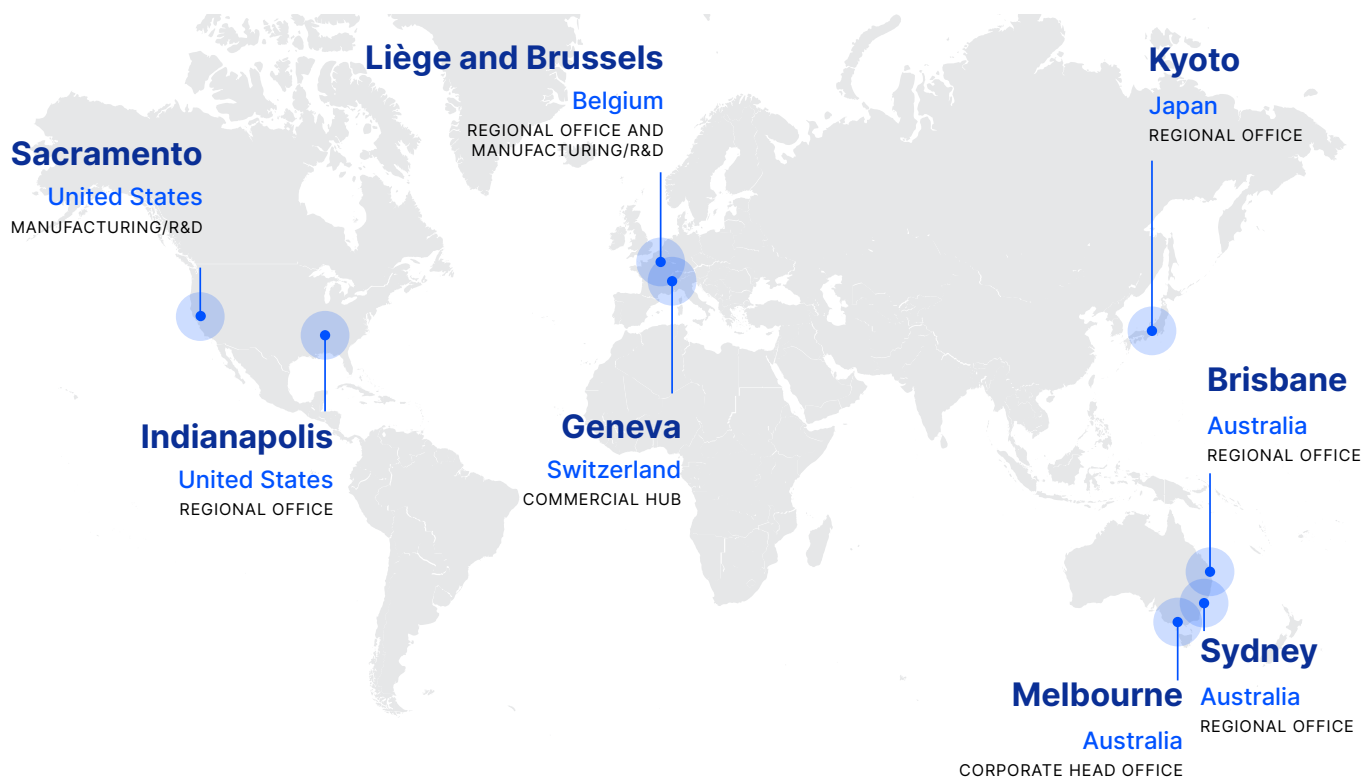 Liège and Brussels
Belgium
REGIONAL OFFICE AND
MANUFACTURING/R&D
Kyoto
Japan
REGIONAL OFFICE
Sacramento
United States
MANUFACTURING/R&D
Brisbane
Australia
REGIONAL OFFICE
Indianapolis
United States
REGIONAL OFFICE
Geneva
Switzerland
COMMERCIAL HUB
Sydney
Australia
REGIONAL OFFICE
Melbourne
Australia
CORPORATE HEAD OFFICE